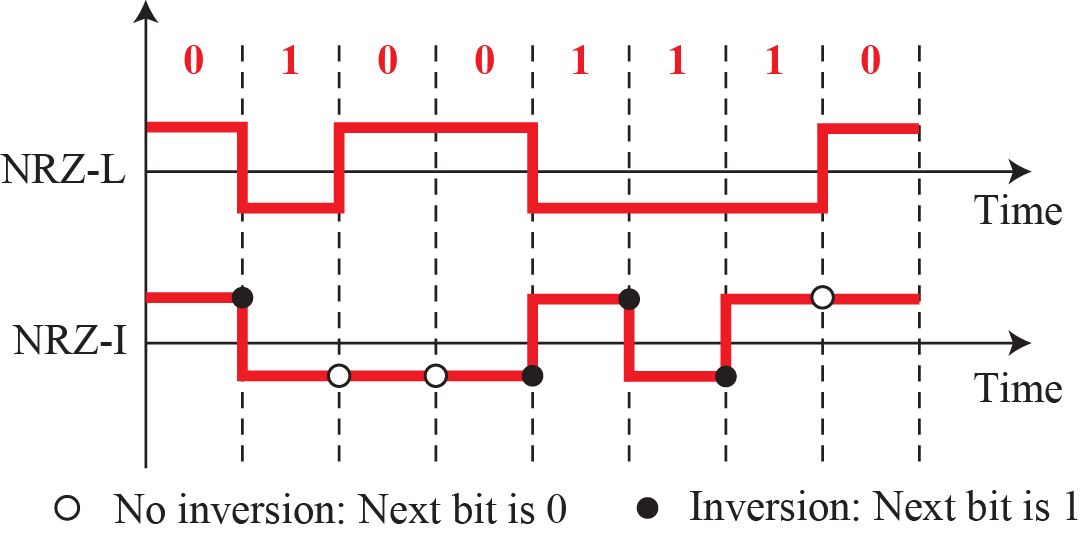 0 1 0 0 1 1 1 0
NRZ-L
Time
NRZ-I
Time
No inversion: Next bit is 0
Inversion: Next bit is 1